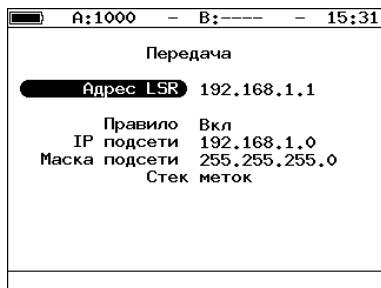 A:1000 – B:---- – 15:31
Передача
Адрес LSR 192.168.1.1
Правило Вкл
IP подсети 192.168.1.0
Маска подсети 255.255.255.0
Стек меток